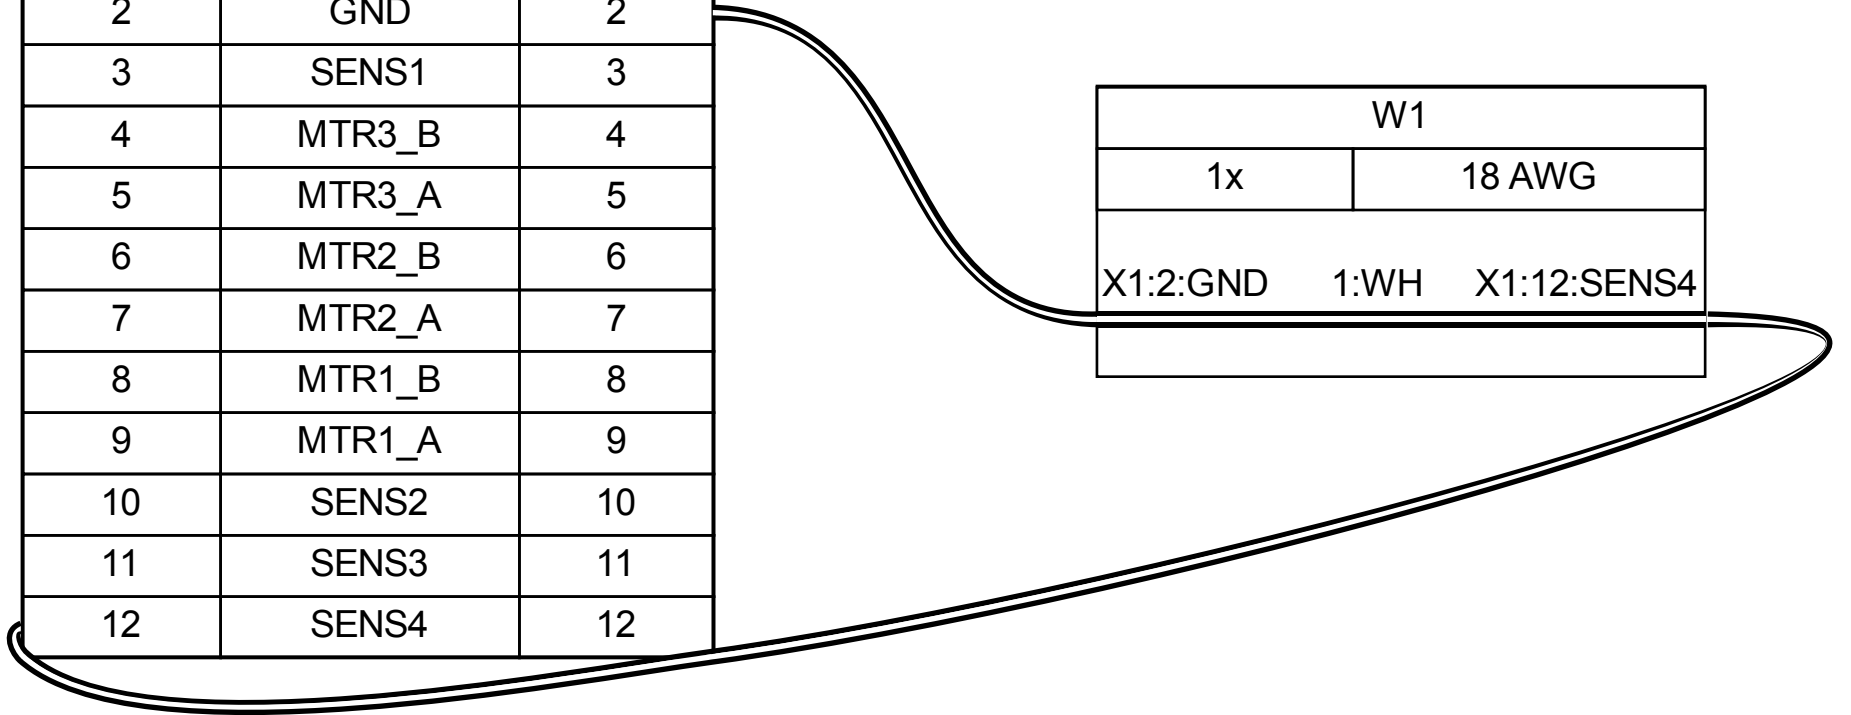 2 GND 2
3 SENS1 3
4 MTR3_B 4
5 MTR3_A 5
6 MTR2_B 6
7 MTR2_A 7
8 MTR1_B 8
9 MTR1_A 9
10 SENS2 10
11 SENS3 11
12 SENS4 12
W1
1x 18 AWG
X1:2:GND 1:WH X1:12:SENS4